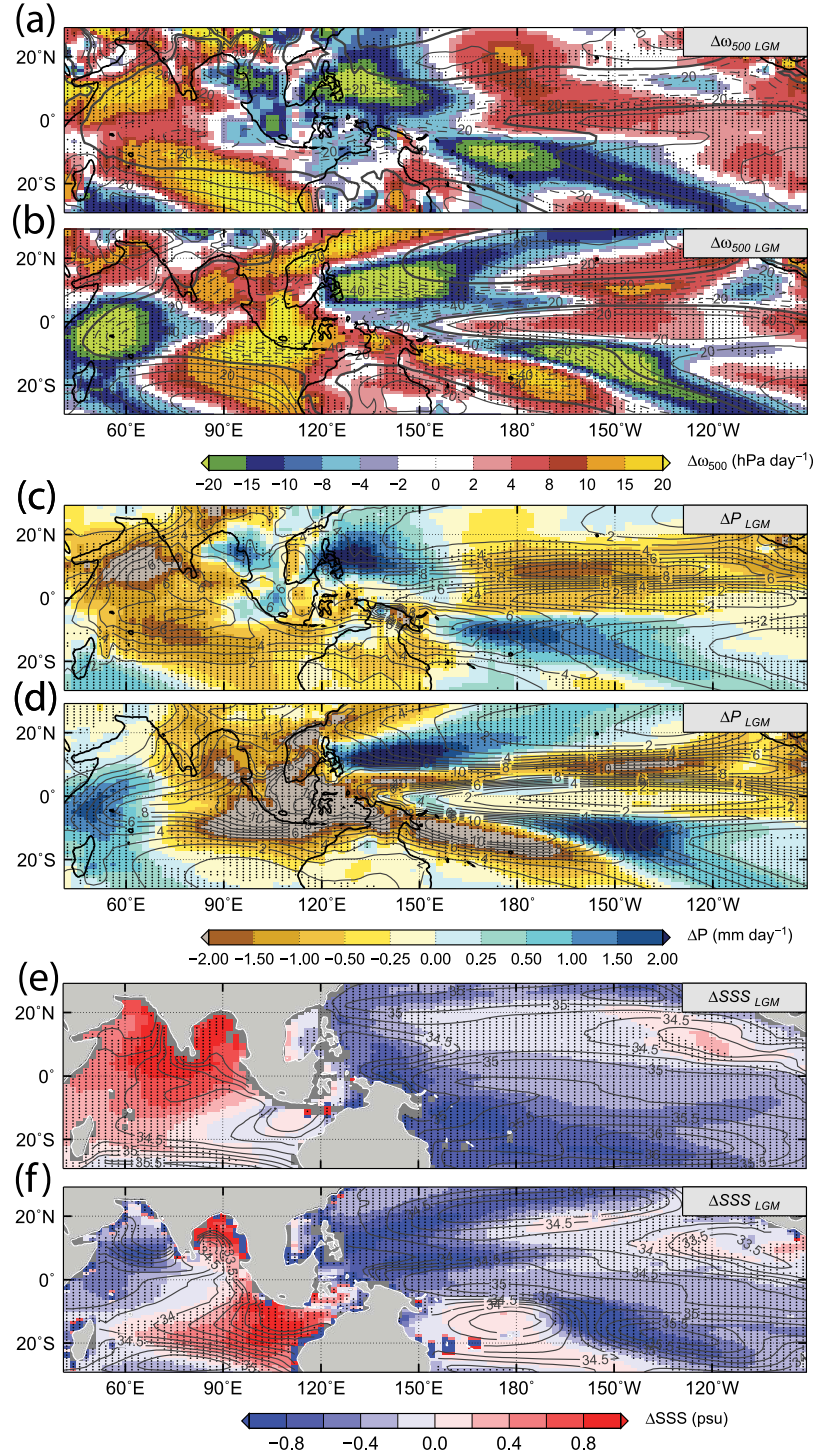 (a)
Δω500 LGM
20°N
0°
20°S
(b)
Δω500 LGM
20°N
0°
20°S
60°E 90°E 120°E 150°E 180° 150°W 120°W
−20 −15 −10 −8 −4 −2 0 2 4 8 10 15 20
Δω500 (hPa day−1)
(c)
ΔP LGM
20°N
0°
20°S
(d)
ΔP LGM
20°N
0°
20°S
60°E 90°E 120°E 150°E 180° 150°W 120°W
−2.00 −1.50 −1.00 −0.50 −0.25 0.00 0.25 0.50 1.00 1.50 2.00
ΔP (mm day−1)
(e)
ΔSSS LGM
20°N
0°
20°S
(f)
ΔSSS LGM
20°N
0°
20°S
60°E 90°E 120°E 150°E 180° 150°W 120°W
−0.8 −0.4 0.0 0.4 0.8
ΔSSS (psu)